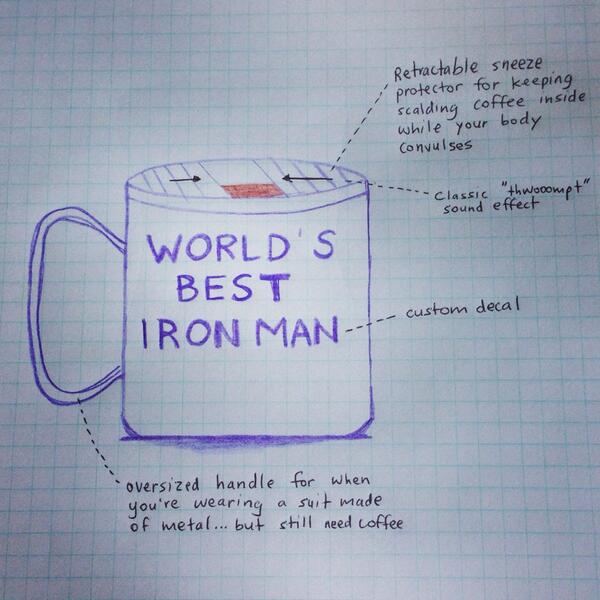 Retractable sneeze
protector for keeping
scalding coffee inside
while your body
convulses
classic "thwooompt"
sound effect
WORLD'S
BEST
IRON MAN
custom decal
oversized handle for when
you're wearing a suit made
of metal... but still need coffee